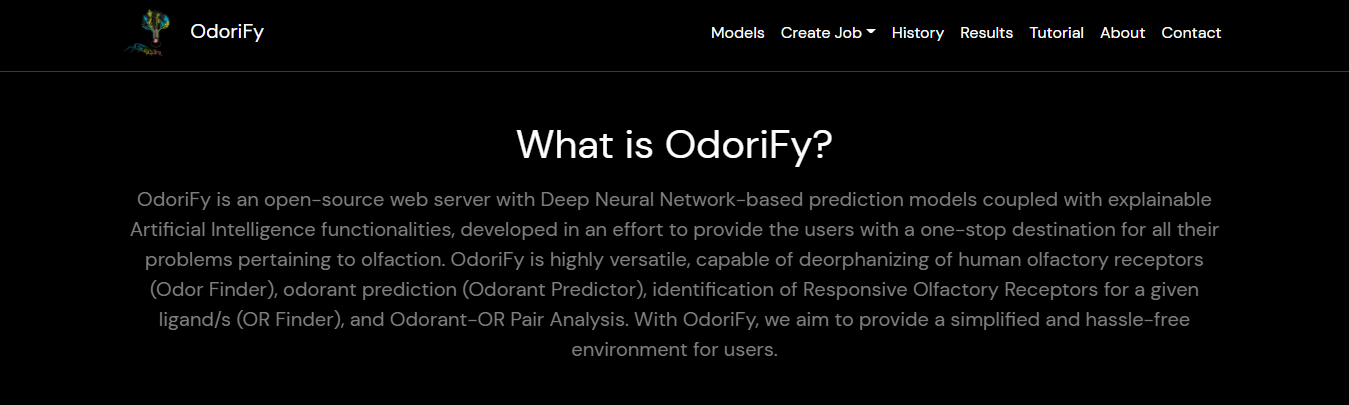 OdoriFy
Models Create Job History Results Tutorial About Contact
What is OdoriFy?
OdoriFy is an open-source web server with Deep Neural Network-based prediction models coupled with explainable
Artificial Intelligence functionalities, developed in an effort to provide the users with a one-stop destination for all their
problems pertaining to olfaction. OdoriFy is highly versatile, capable of deorphanizing of human olfactory receptors
(Odor Finder), odorant prediction (Odorant Predictor), identification of Responsive Olfactory Receptors for a given
ligand/s (OR Finder), and Odorant-OR Pair Analysis. With OdoriFy, we aim to provide a simplified and hassle-free
environment for users.